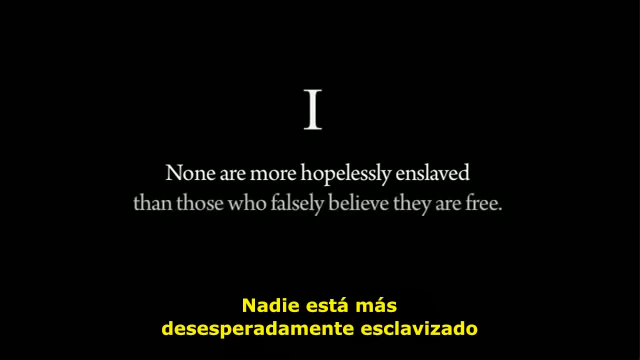 I
None are more hopelessly enslaved
than those who falsely believe they are free.
Nadie está más
desesperadamente esclavizado